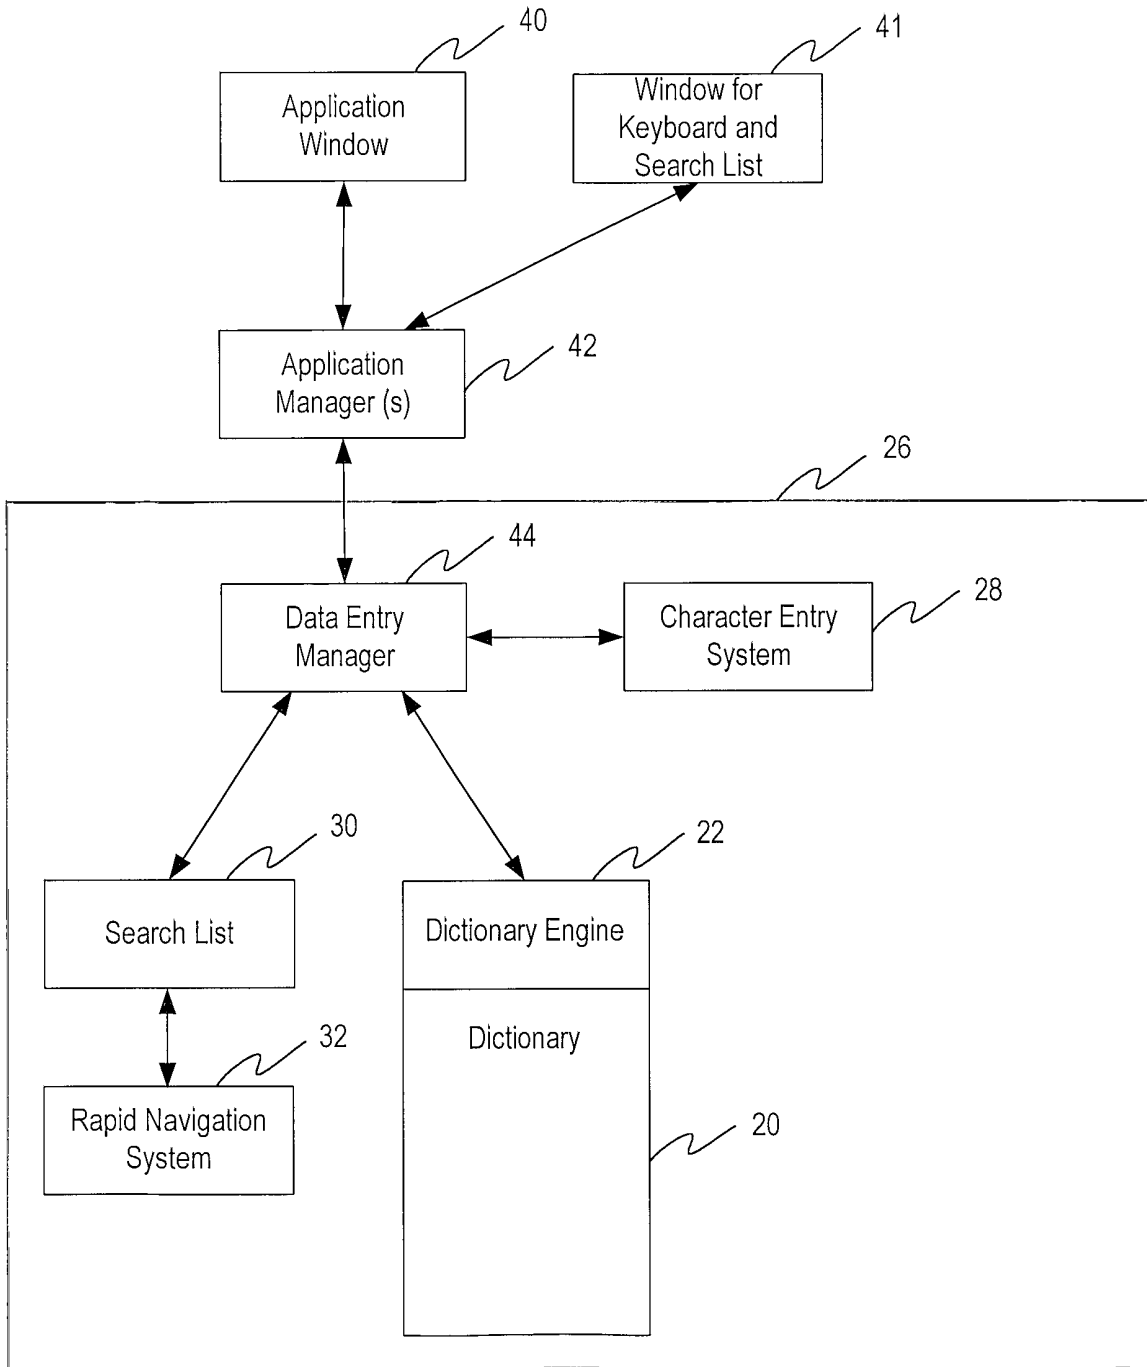 40
41
Application
Window
Window for
Keyboard and
Search List
42
Application
Manager (s)
26
44
Data Entry
Manager
28
Character Entry
System
30
22
Search List
Dictionary Engine
Dictionary
32
Rapid Navigation
System
20